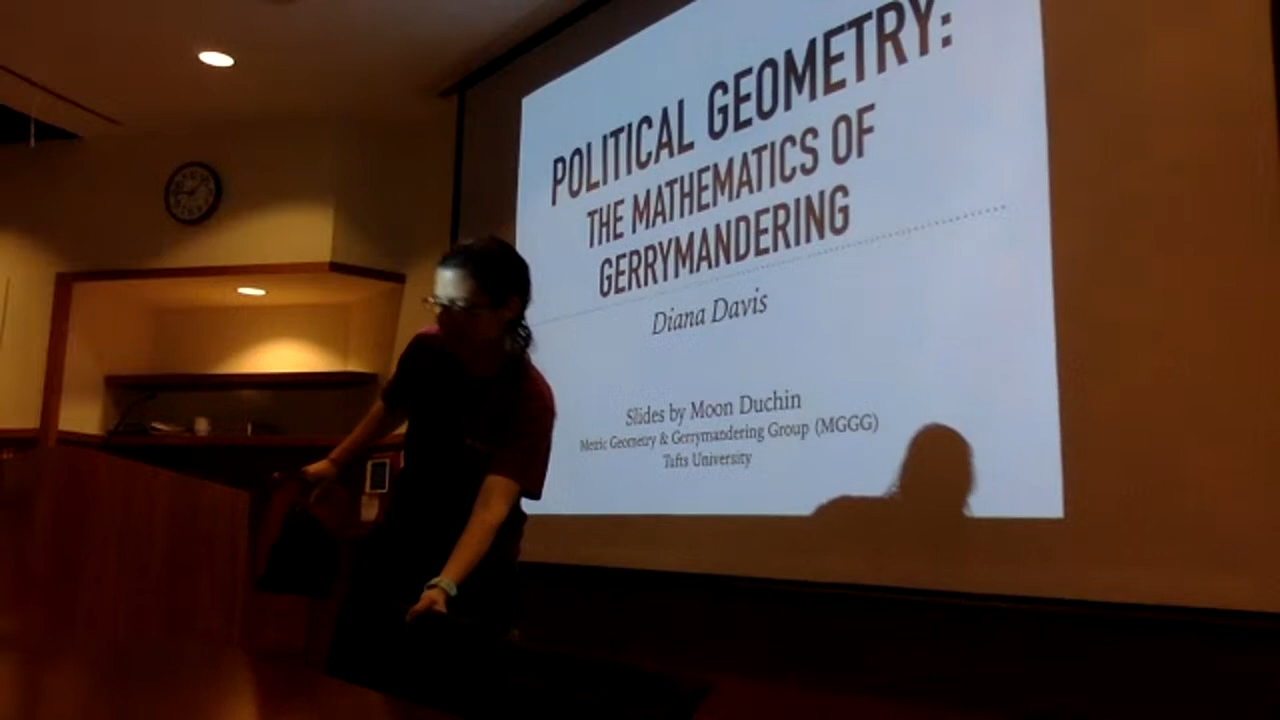 POLITICAL GEOMETRY:
THE MATHEMATICS OF
GERRYMANDERING
Diana Davis
Slides by Moon Duchin
Metric Geometry & Gerrymandering Group (MGGG)
Tufts University